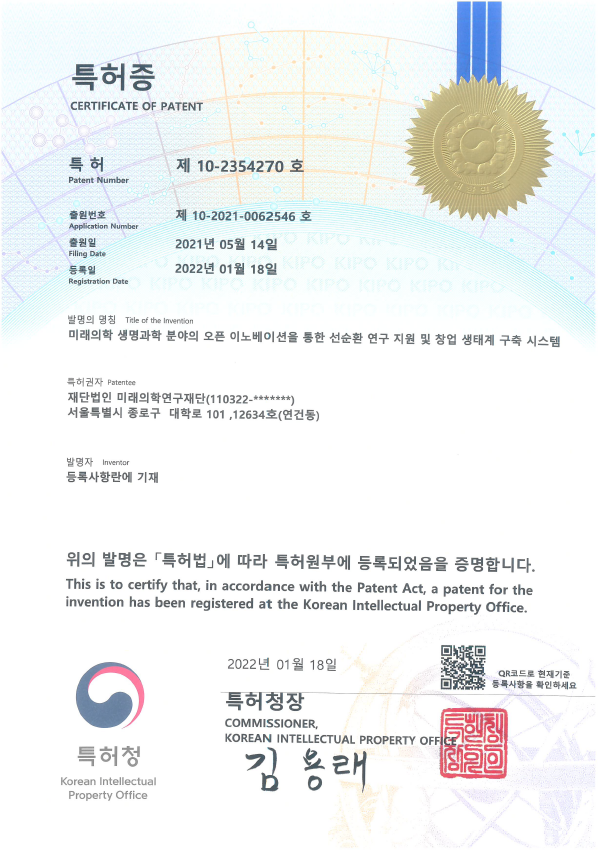 특허증
CERTIFICATE OF PATENT
특 허
Patent Number
제 10-2354270 호
출원번호
Application Number
제 10-2021-0062546 호
출원일
Filing Date
2021년 05월 14일
등록일
Registration Date
2022년 01월 18일
발명의 명칭 Title of the Invention
미래의학 생명과학 분야의 오픈 이노베이션을 통한 선순환 연구 지원 및 창업 생태계 구축 시스템
특허권자 Patentee
재단법인 미래의학연구재단(110322-*******)
서울특별시 종로구 대학로 101 ,12634호(연건동)
발명자 Inventor
등록사항란에 기재
위의 발명은 「특허법」에 따라 특허원부에 등록되었음을 증명합니다.
This is to certify that, in accordance with the Patent Act, a patent for the
invention has been registered at the Korean Intellectual Property Office.
2022년 01월 18일
QR코드로 현재기준
등록사항을 확인하세요
특허청장
COMMISSIONER,
KOREAN INTELLECTUAL PROPERTY OFFICE
김용래
특허청
Korean Intellectual
Property Office